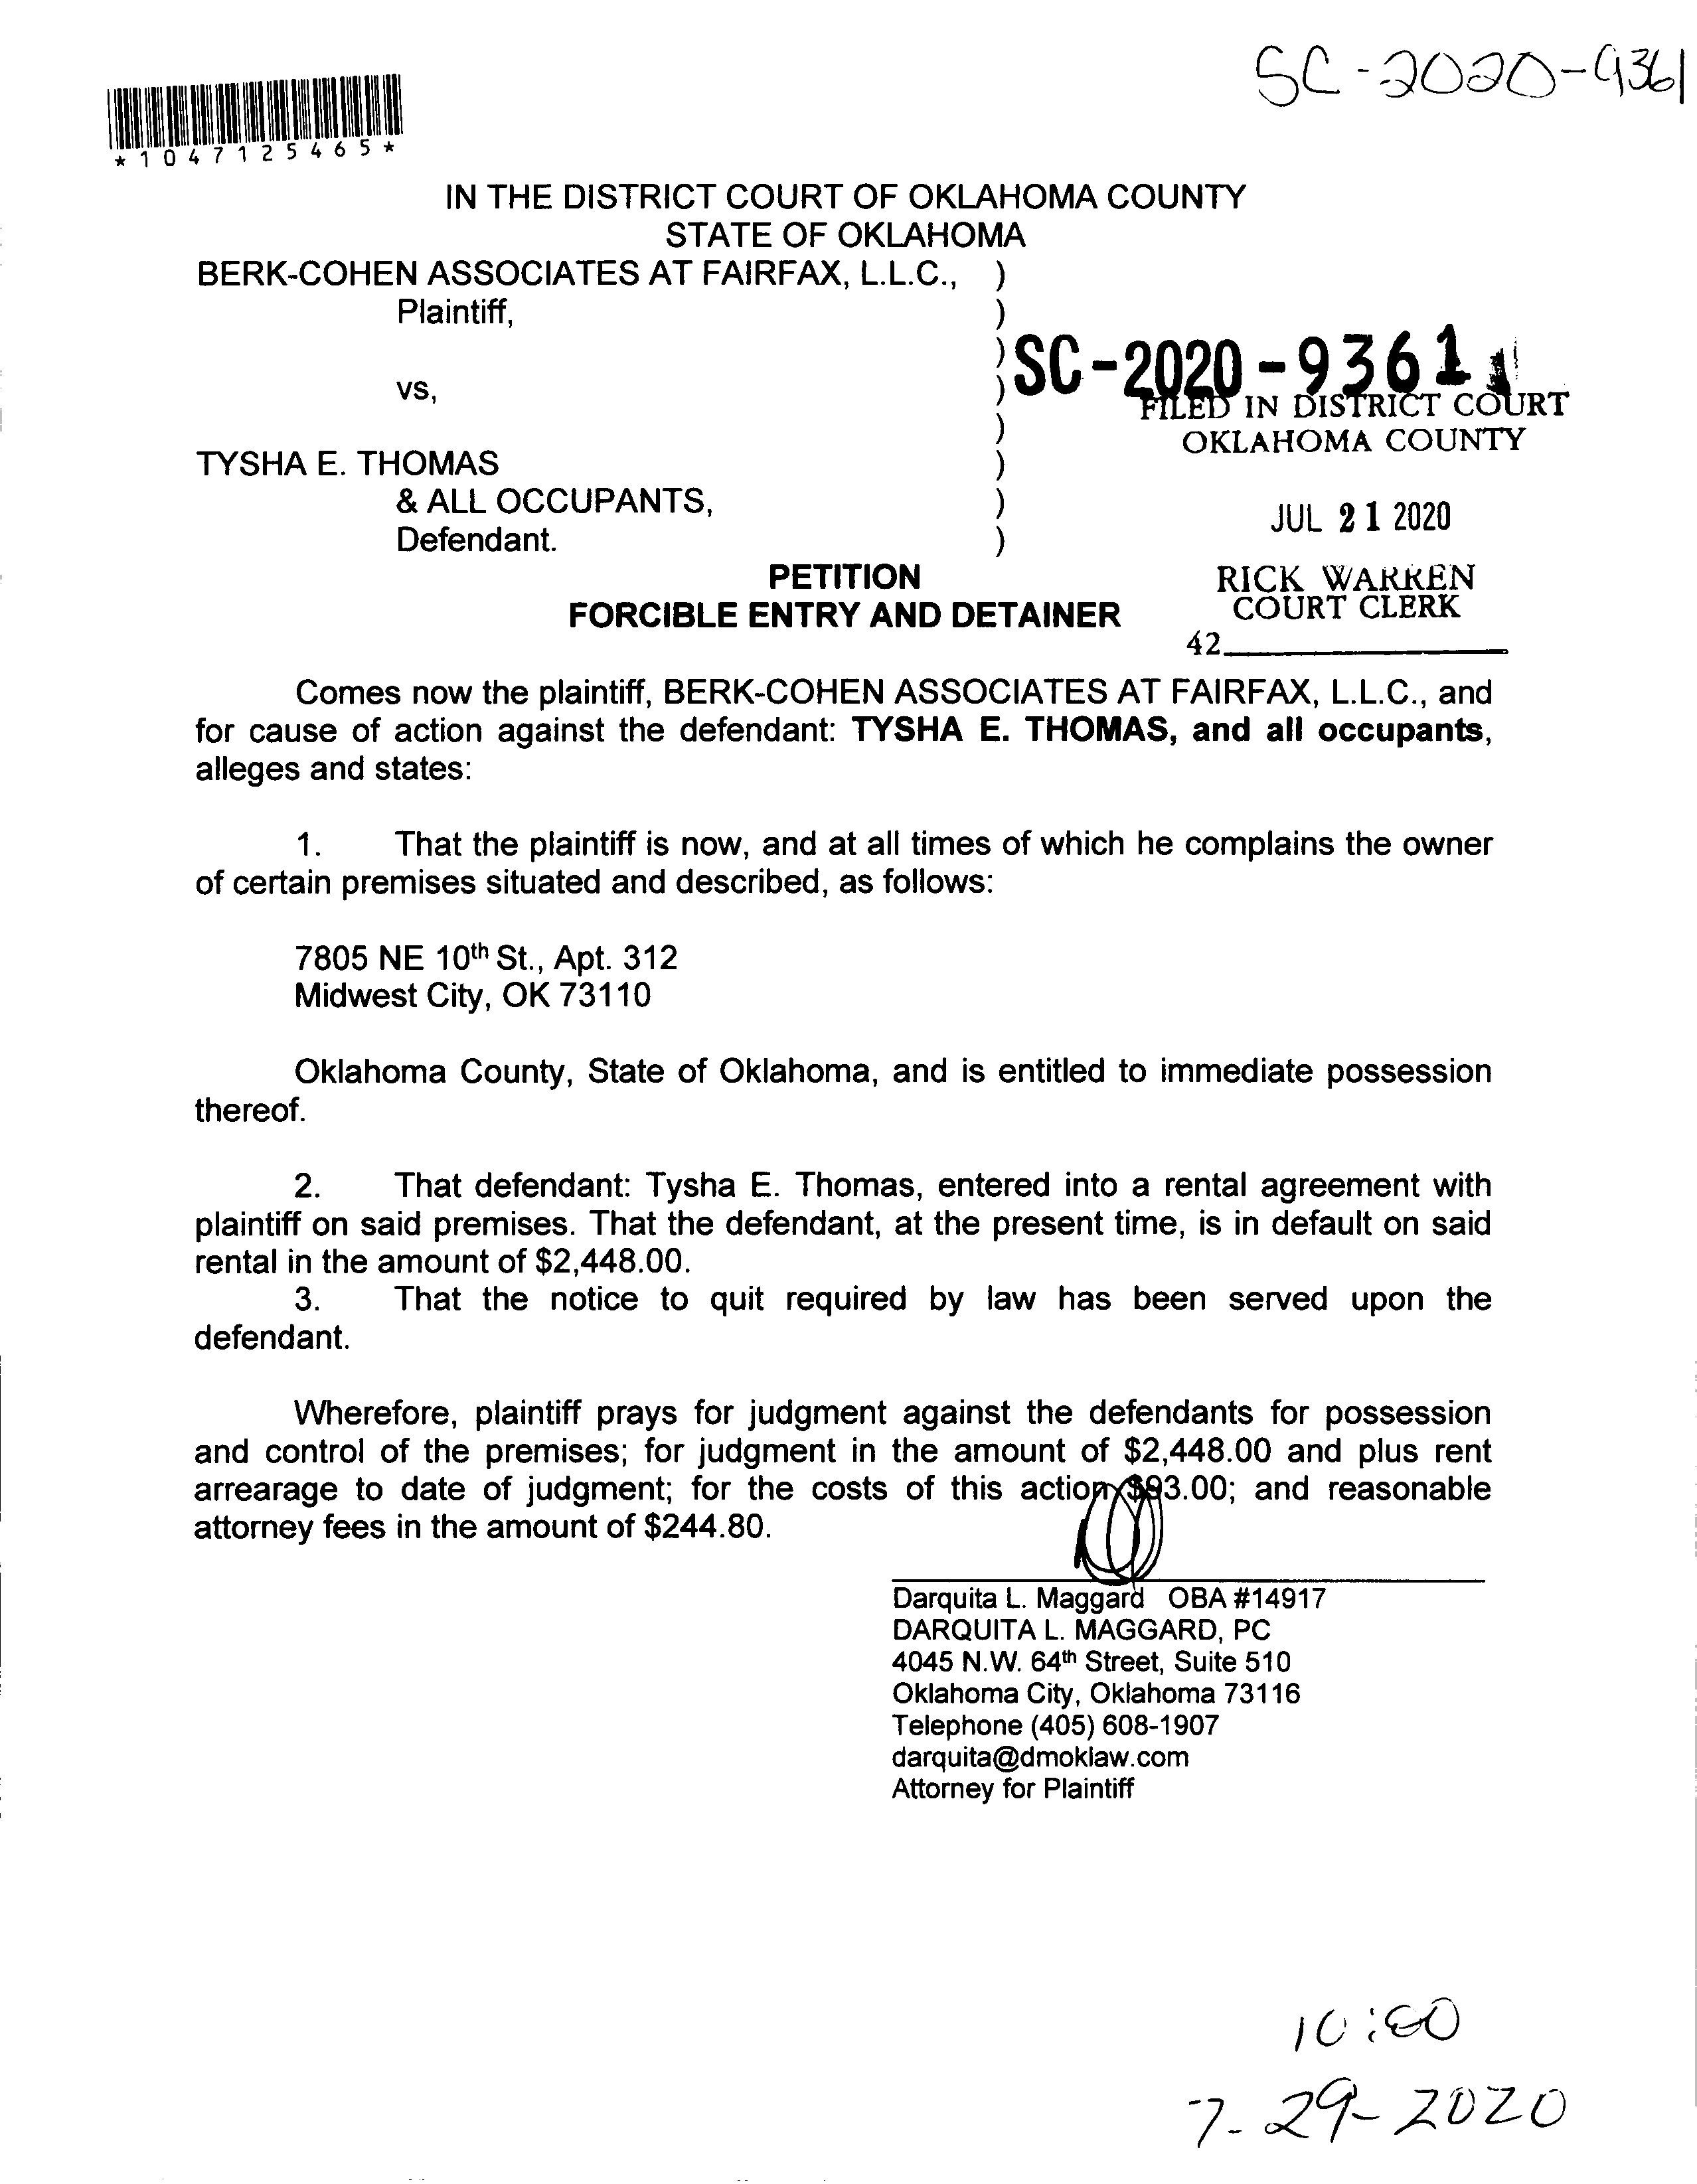 SC-2020-9361
*1047125465*
IN THE DISTRICT COURT OF OKLAHOMA COUNTY
STATE OF OKLAHOMA
BERK-COHEN ASSOCIATES AT FAIRFAX, L.L.C., )
Plaintiff, )
)
vs, )
)
TYSHA E. THOMAS )
& ALL OCCUPANTS, )
Defendant. )
SC-2020-9361
FILED IN DISTRICT COURT
OKLAHOMA COUNTY
JUL 21 2020
RICK WARREN
COURT CLERK
42
PETITION
FORCIBLE ENTRY AND DETAINER
Comes now the plaintiff, BERK-COHEN ASSOCIATES AT FAIRFAX, L.L.C., and
for cause of action against the defendant: TYSHA E. THOMAS, and all occupants,
alleges and states:
1. That the plaintiff is now, and at all times of which he complains the owner
of certain premises situated and described, as follows:
7805 NE 10th St., Apt. 312
Midwest City, OK 73110
Oklahoma County, State of Oklahoma, and is entitled to immediate possession
thereof.
2. That defendant: Tysha E. Thomas, entered into a rental agreement with
plaintiff on said premises. That the defendant, at the present time, is in default on said
rental in the amount of $2,448.00.
3. That the notice to quit required by law has been served upon the
defendant.
Wherefore, plaintiff prays for judgment against the defendants for possession
and control of the premises; for judgment in the amount of $2,448.00 and plus rent
arrearage to date of judgment; for the costs of this action $93.00; and reasonable
attorney fees in the amount of $244.80.
Darquita L. Maggard OBA #14917
DARQUITA L. MAGGARD, PC
4045 N.W. 64th Street, Suite 510
Oklahoma City, Oklahoma 73116
Telephone (405) 608-1907
darquita@dmoklaw.com
Attorney for Plaintiff
7-29-2020